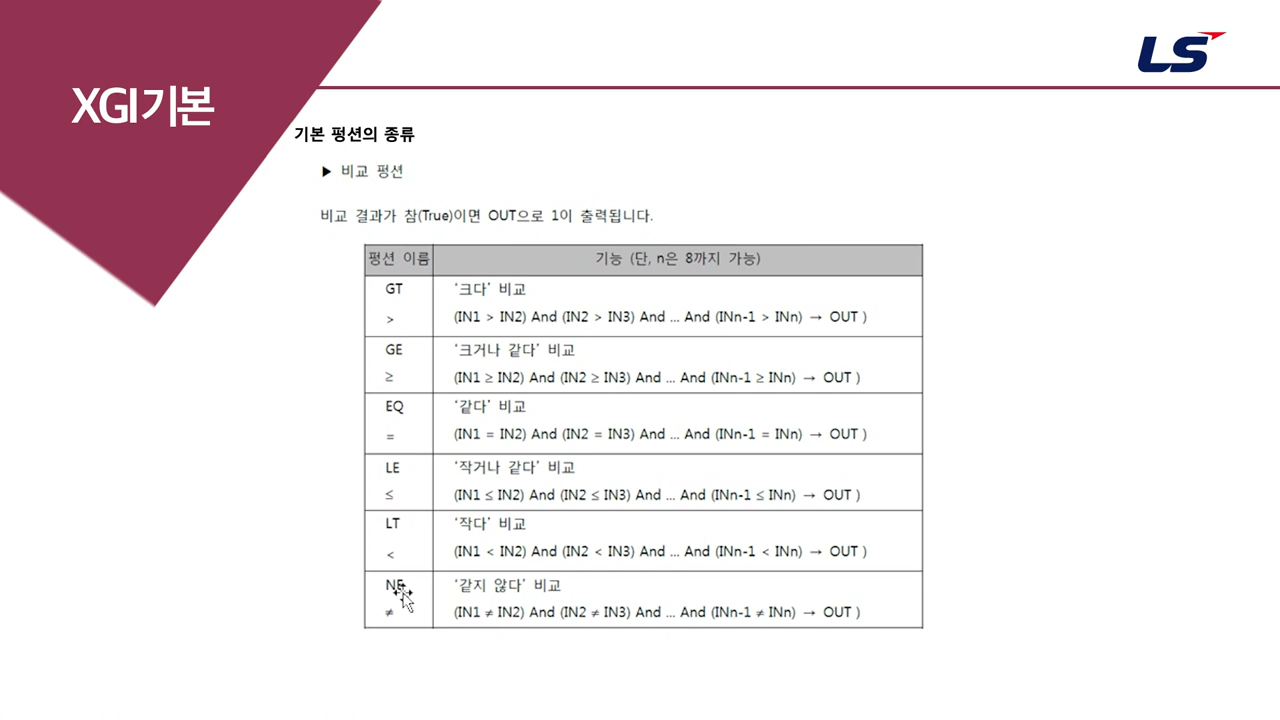 XGI기본
LS
기본 펑션의 종류
▶ 비교 펑션
비교 결과가 참(True)이면 OUT으로 1이 출력됩니다.
펑션 이름 기능 (단, n은 8까지 가능)
GT '크다' 비교
> (IN1 > IN2) And (IN2 > IN3) And ... And (INn-1 > INn) → OUT )
GE '크거나 같다' 비교
≥ (IN1 ≥ IN2) And (IN2 ≥ IN3) And ... And (INn-1 ≥ INn) → OUT )
EQ '같다' 비교
= (IN1 = IN2) And (IN2 = IN3) And ... And (INn-1 = INn) → OUT )
LE '작거나 같다' 비교
≤ (IN1 ≤ IN2) And (IN2 ≤ IN3) And ... And (INn-1 ≤ INn) → OUT )
LT '작다' 비교
< (IN1 < IN2) And (IN2 < IN3) And ... And (INn-1 < INn) → OUT )
NE '같지 않다' 비교
≠ (IN1 ≠ IN2) And (IN2 ≠ IN3) And ... And (INn-1 ≠ INn) → OUT )